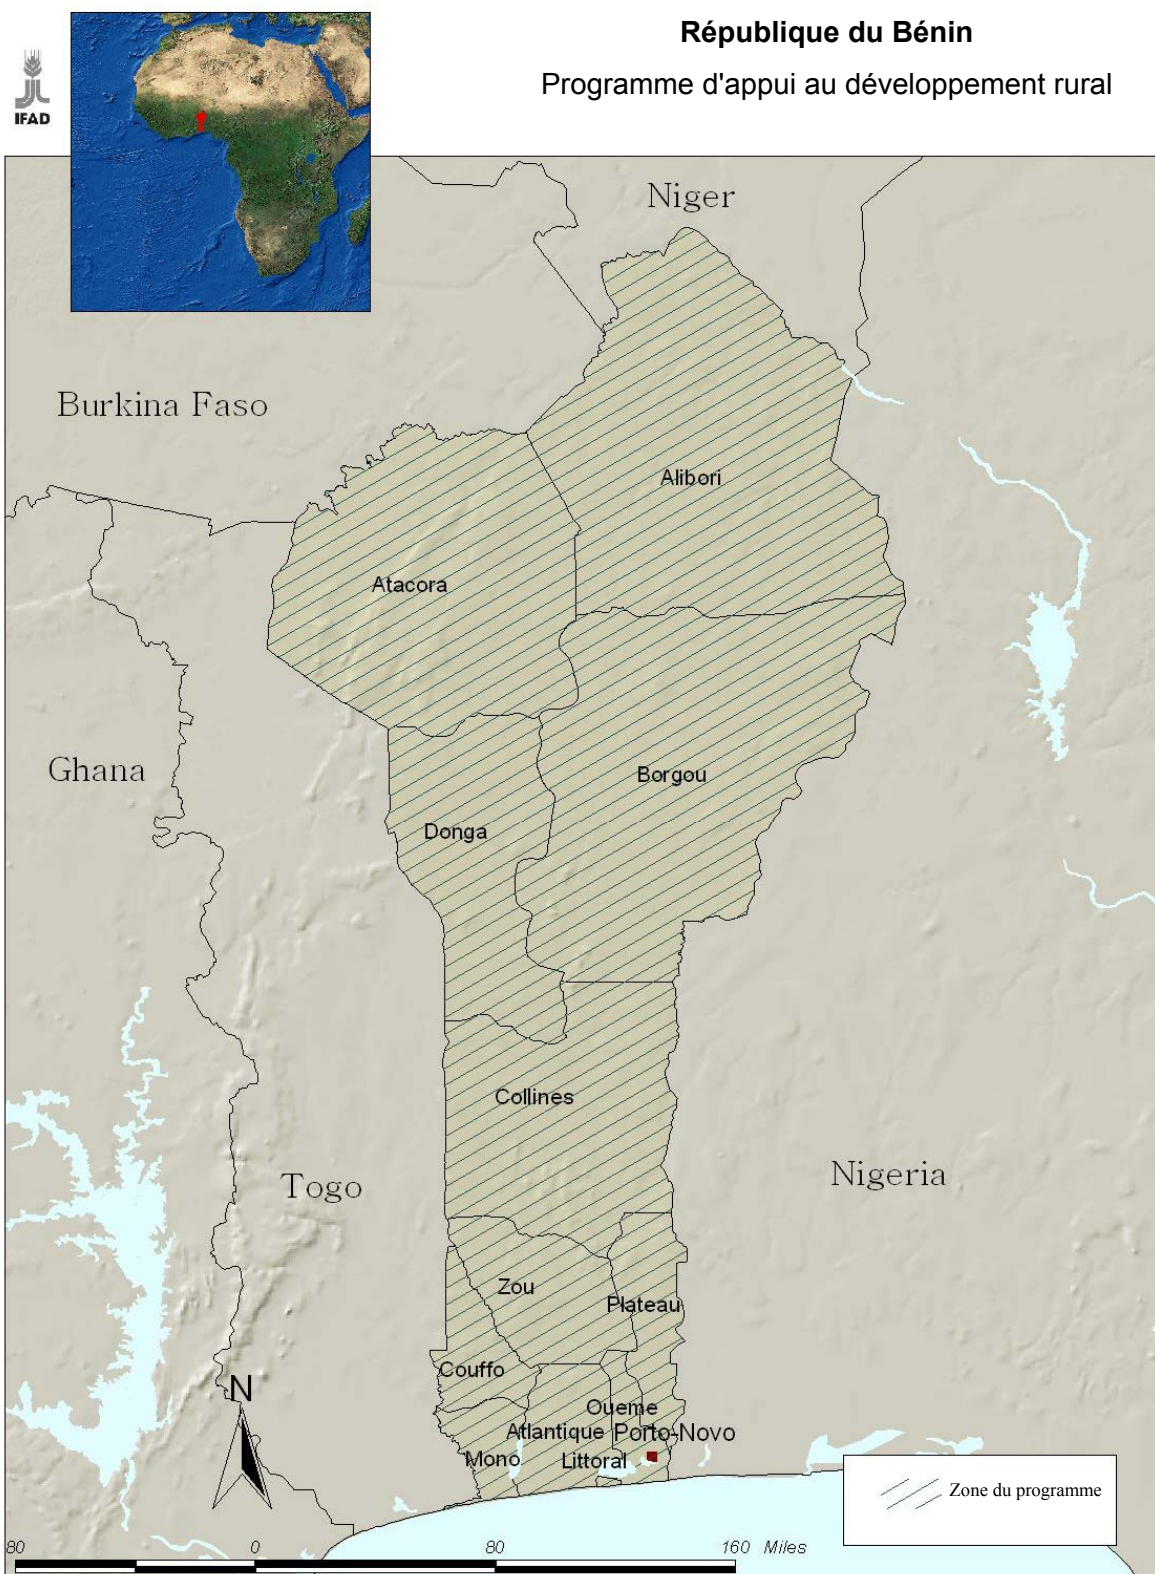 République du Bénin
Programme d'appui au développement rural
IFAD
Niger
Burkina Faso
Alibori
Atacora
Ghana
Borgou
Donga
Collines
Togo
Nigeria
Zou
Plateau
Couffo
N
Oueme
Atlantique Porto-Novo
Mono Littoral
Zone du programme
80 0 80 160 Miles